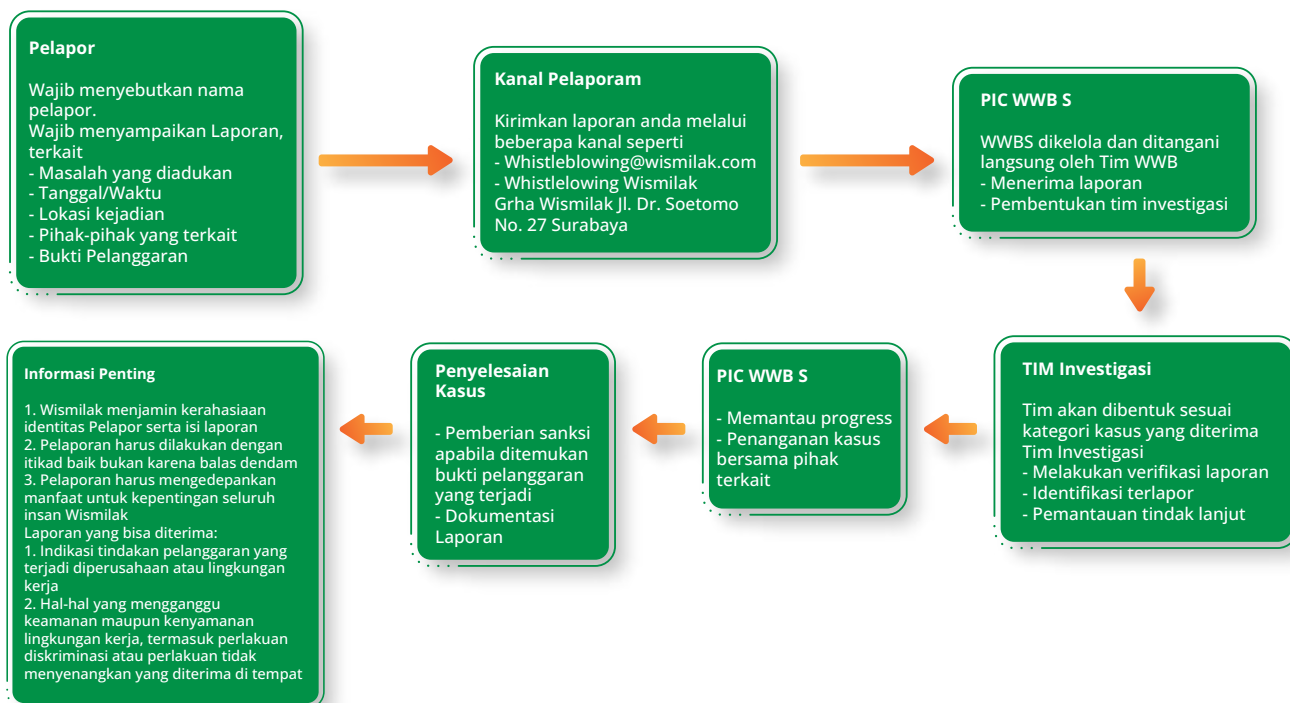 Pelapor
Wajib menyebutkan nama
pelapor.
Wajib menyampaikan Laporan,
terkait
- Masalah yang diadukan
- Tanggal/Waktu
- Lokasi kejadian
- Pihak-pihak yang terkait
- Bukti Pelanggaran
Kanal Pelaporam
Kirimkan laporan anda melalui
beberapa kanal seperti
- Whistleblowing@wismilak.com
- Whistlelowing Wismilak
Grha Wismilak Jl. Dr. Soetomo
No. 27 Surabaya
PIC WWB S
WWBS dikelola dan ditangani
langsung oleh Tim WWB
- Menerima laporan
- Pembentukan tim investigasi
TIM Investigasi
Tim akan dibentuk sesuai
kategori kasus yang diterima
Tim Investigasi
- Melakukan verifikasi laporan
- Identifikasi terlapor
- Pemantauan tindak lanjut
PIC WWB S
- Memantau progress
- Penanganan kasus
bersama pihak
terkait
Penyelesaian
Kasus
- Pemberian sanksi
apabila ditemukan
bukti pelanggaran
yang terjadi
- Dokumentasi
Laporan
Informasi Penting
1. Wismilak menjamin kerahasiaan
identitas Pelapor serta isi laporan
2. Pelaporan harus dilakukan dengan
itikad baik bukan karena balas dendam
3. Pelaporan harus mengedepankan
manfaat untuk kepentingan seluruh
insan Wismilak
Laporan yang bisa diterima:
1. Indikasi tindakan pelanggaran yang
terjadi diperusahaan atau lingkungan
kerja
2. Hal-hal yang mengganggu
keamanan maupun kenyamanan
lingkungan kerja, termasuk perlakuan
diskriminasi atau perlakuan tidak
menyenangkan yang diterima di tempat